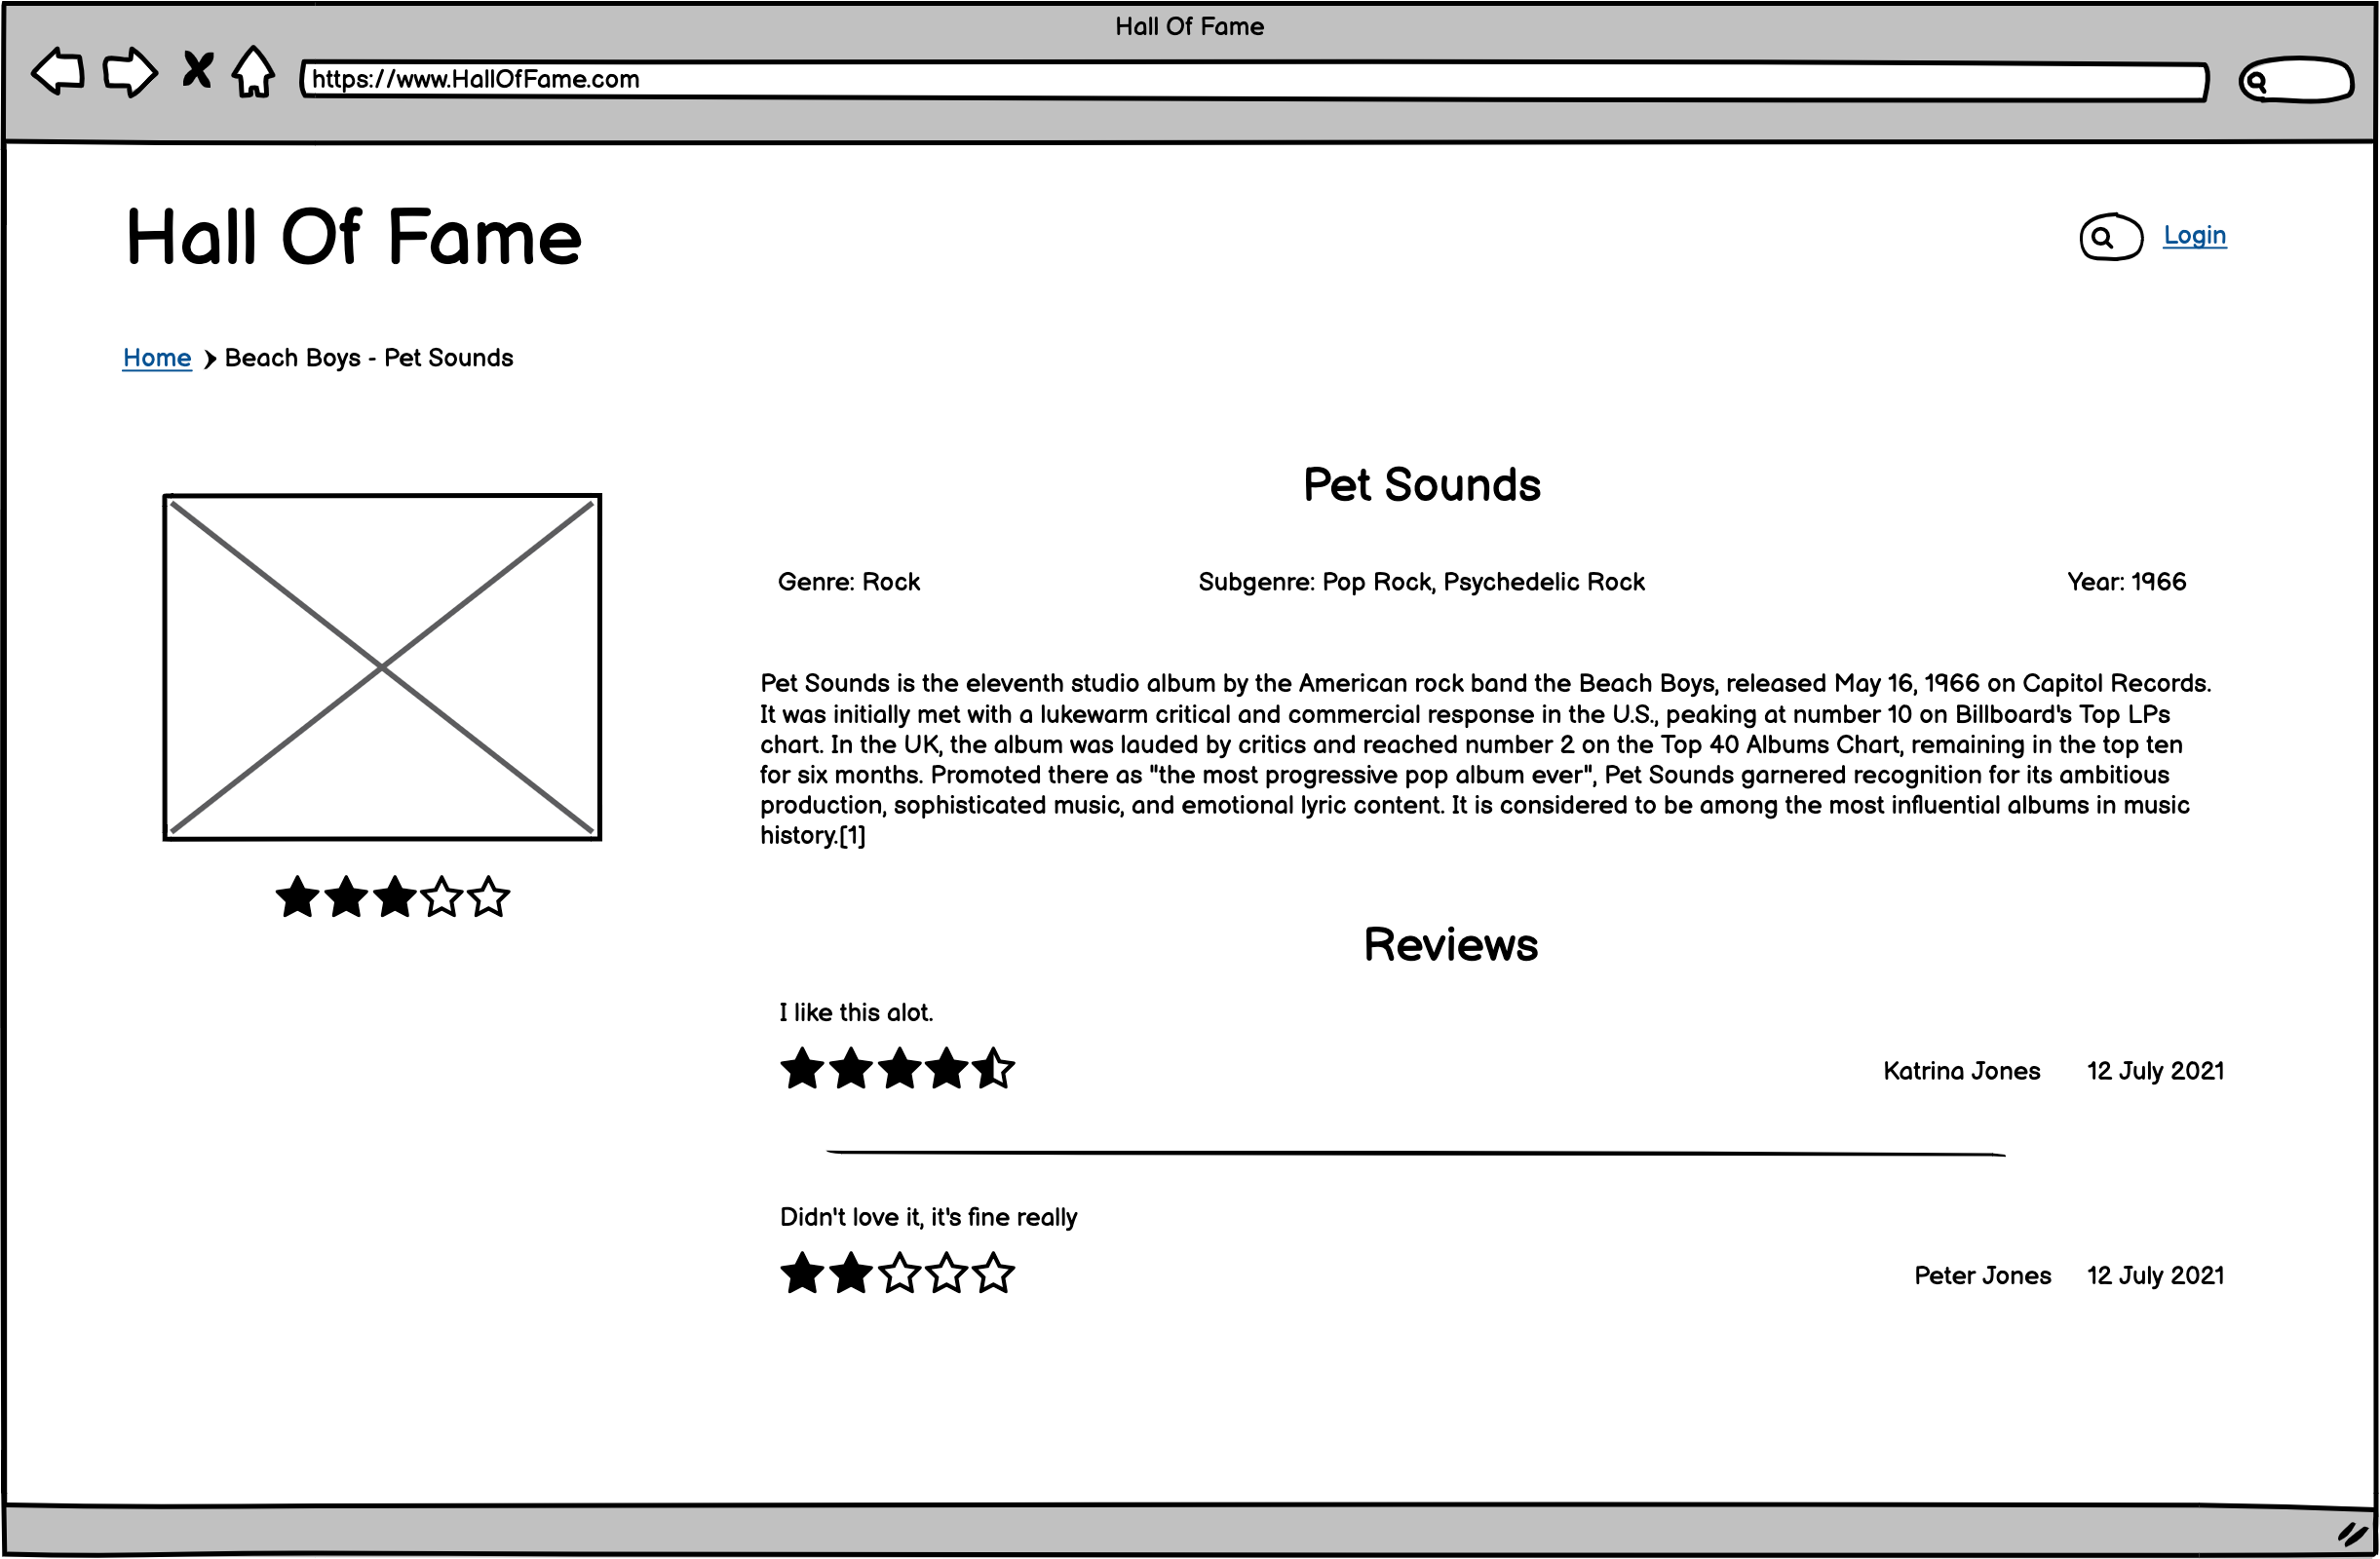 Hall Of Fame
https://www.HallOfFame.com
Hall Of Fame
Login
Home Beach Boys - Pet Sounds
Pet Sounds
Genre: Rock Subgenre: Pop Rock, Psychedelic Rock Year: 1966
Pet Sounds is the eleventh studio album by the American rock band the Beach Boys, released May 16, 1966 on Capitol Records.
It was initially met with a lukewarm critical and commercial response in the U.S., peaking at number 10 on Billboard's Top LPs
chart. In the UK, the album was lauded by critics and reached number 2 on the Top 40 Albums Chart, remaining in the top ten
for six months. Promoted there as "the most progressive pop album ever", Pet Sounds garnered recognition for its ambitious
production, sophisticated music, and emotional lyric content. It is considered to be among the most influential albums in music
history.[1]
Reviews
I like this alot.
Katrina Jones 12 July 2021
Didn't love it, it's fine really
Peter Jones 12 July 2021